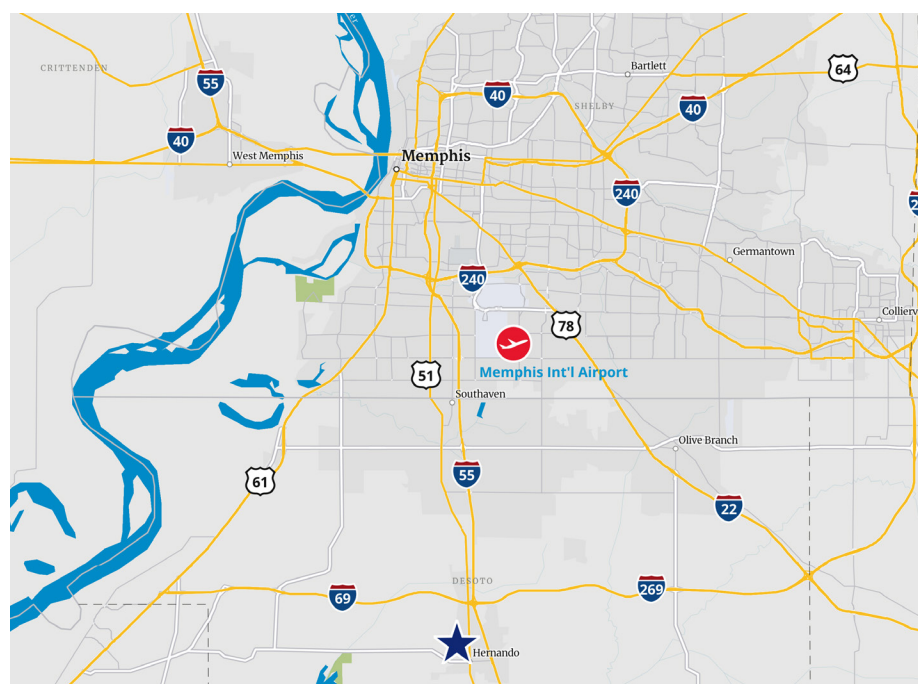 CRITTENDEN
55
40
West Memphis
Memphis
40
SHELBY
Bartlett
64
40
240
Germantown
Collierv
240
78
Memphis Int'l Airport
51
Southaven
Olive Branch
61
55
22
DESOTO
69
269
Hernando